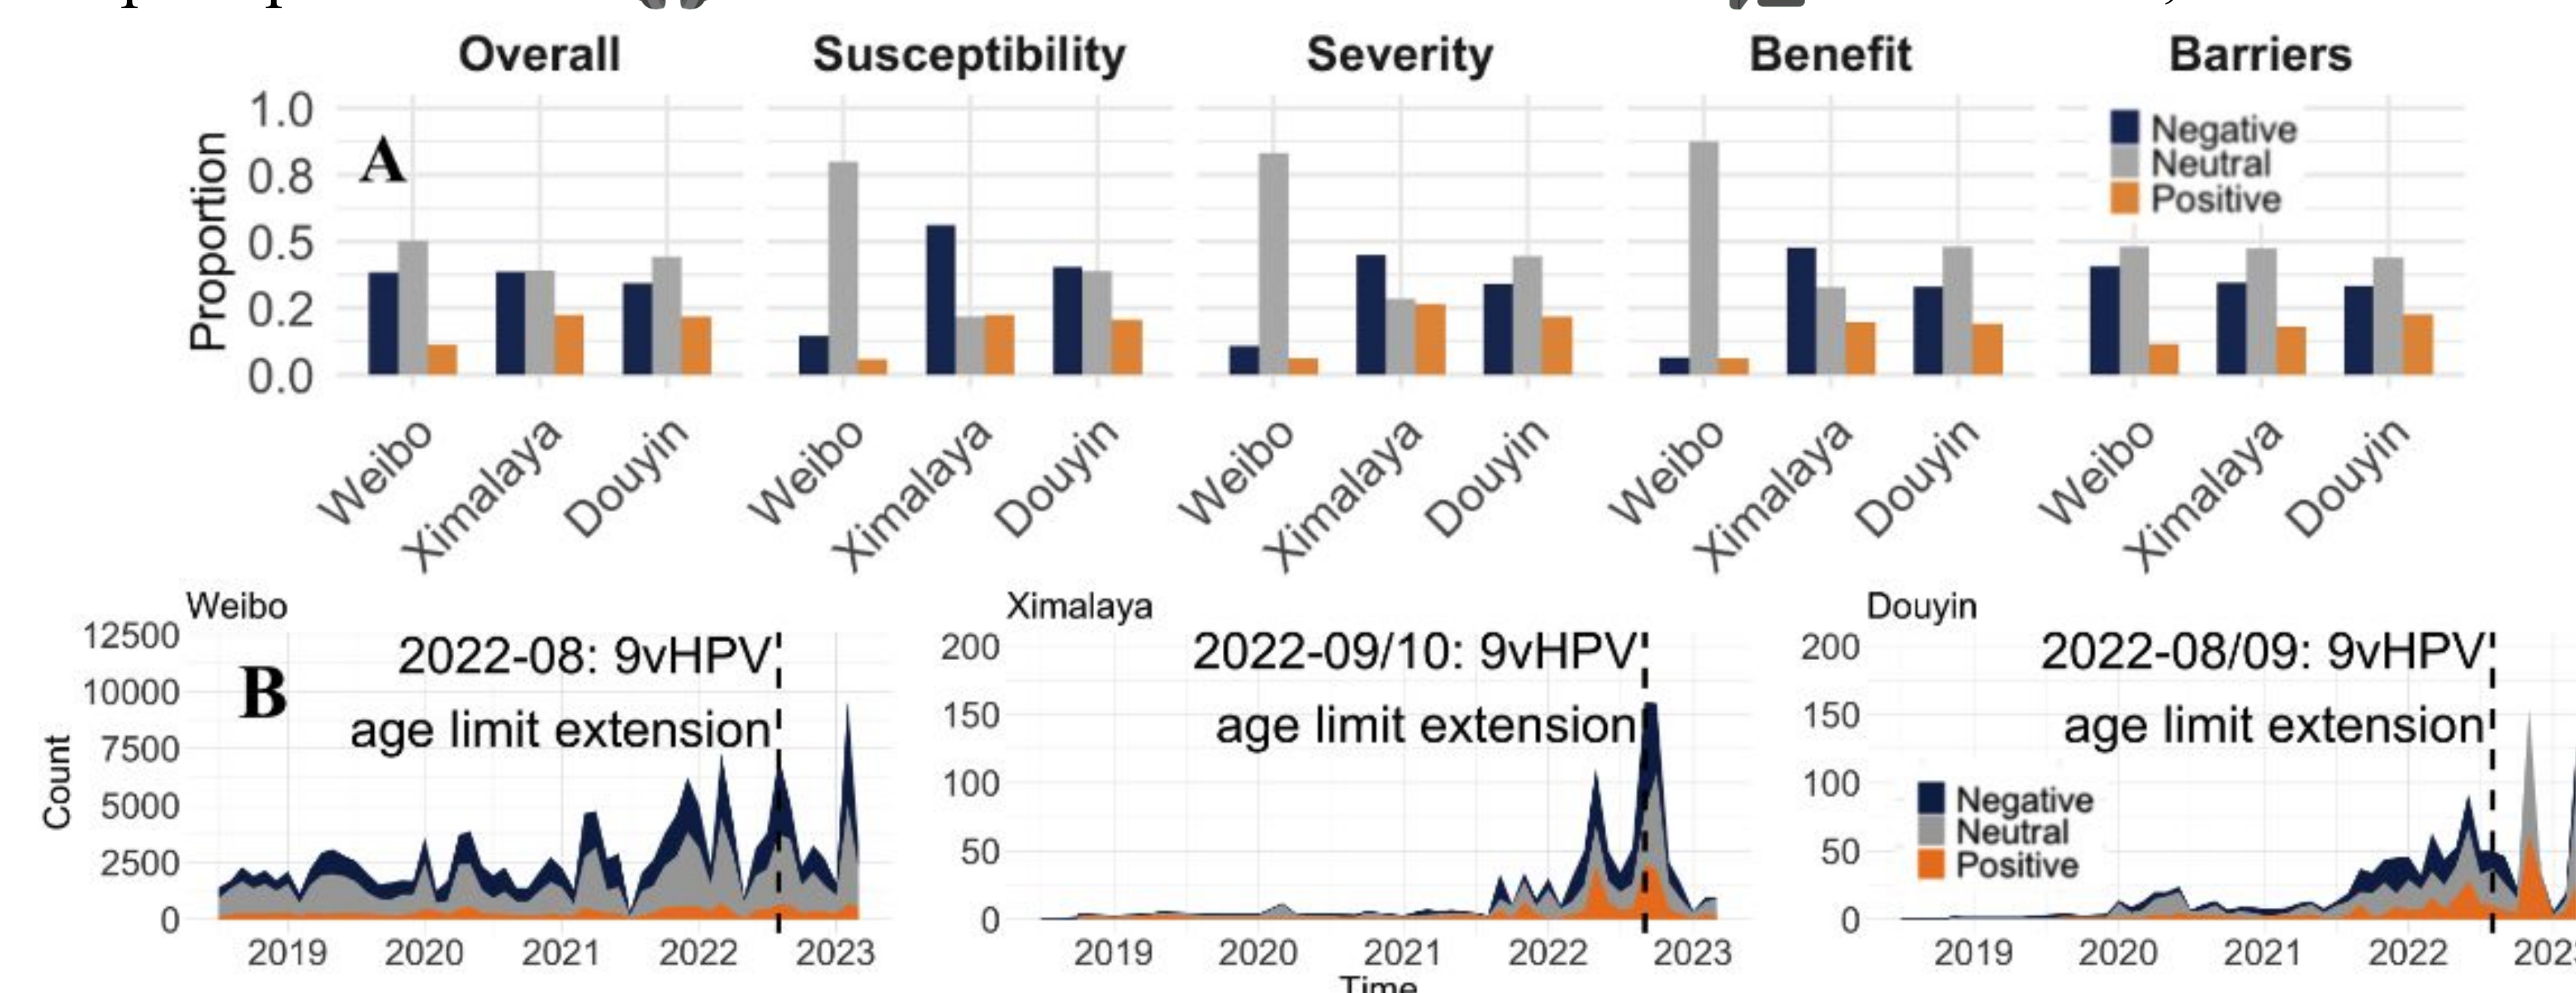 Overall Susceptibility Severity Benefit Barriers
1.0
0.8
0.5
0.2
0.0
Proportion
A
Negative
Neutral
Positive
Weibo Ximalaya Douyin Weibo Ximalaya Douyin Weibo Ximalaya Douyin Weibo Ximalaya Douyin Weibo Ximalaya Douyin
Weibo
12500
10000
7500
5000
2500
0
Count
B
2022-08: 9vHPV
age limit extension
2019 2020 2021 2022 2023
Ximalaya
200
150
100
50
0
2022-09/10: 9vHPV
age limit extension
2019 2020 2021 2022 2023
Time
Douyin
200
150
100
50
0
2022-08/09: 9vHPV
age limit extension
Negative
Neutral
Positive
2019 2020 2021 2022